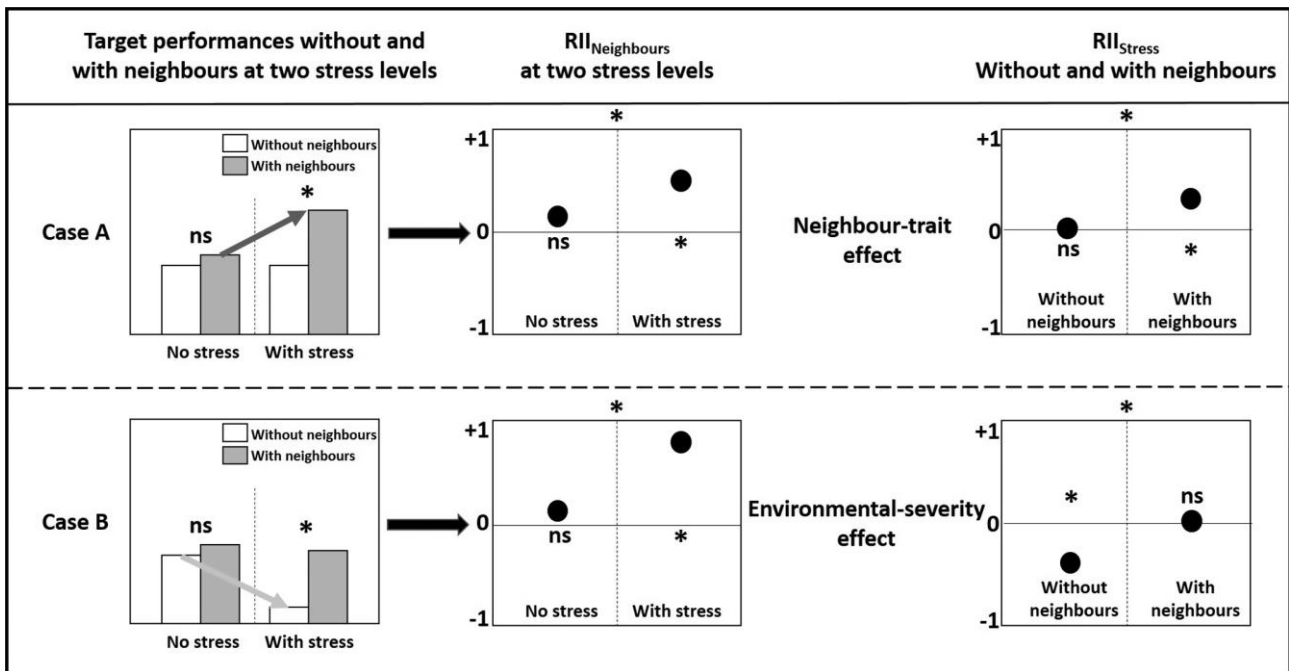 Target performances without and
with neighbours at two stress levels
RII Neighbours
at two stress levels
RII Stress
Without and with neighbours
Case A
Without neighbours
With neighbours
ns
*
No stress
With stress
*
+1
0
-1
ns
*
No stress
With stress
Neighbour-trait
effect
*
+1
0
-1
ns
*
Without
neighbours
With
neighbours
Case B
Without neighbours
With neighbours
ns
*
No stress
With stress
*
+1
0
-1
ns
*
No stress
With stress
Environmental-severity
effect
*
+1
0
-1
*
ns
Without
neighbours
With
neighbours